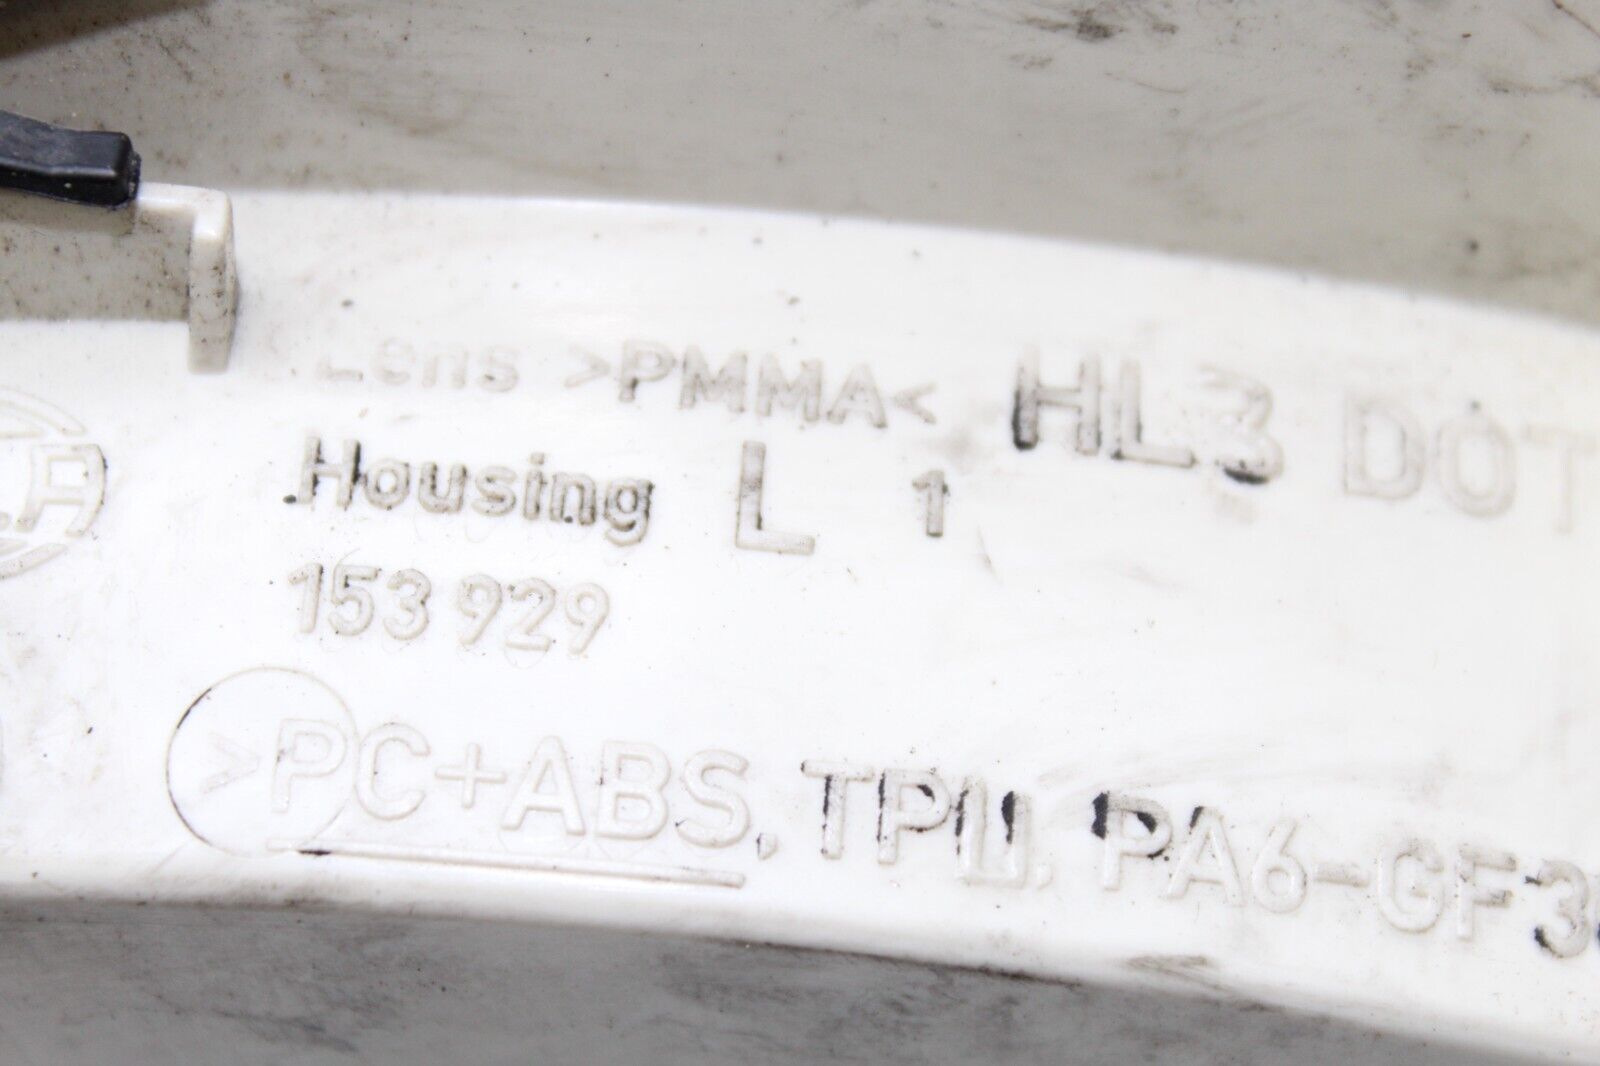 Lens >PMMA< HL3 DOT
Housing L 1
153 929
>PC+ABS, TPU, PA6-GF3